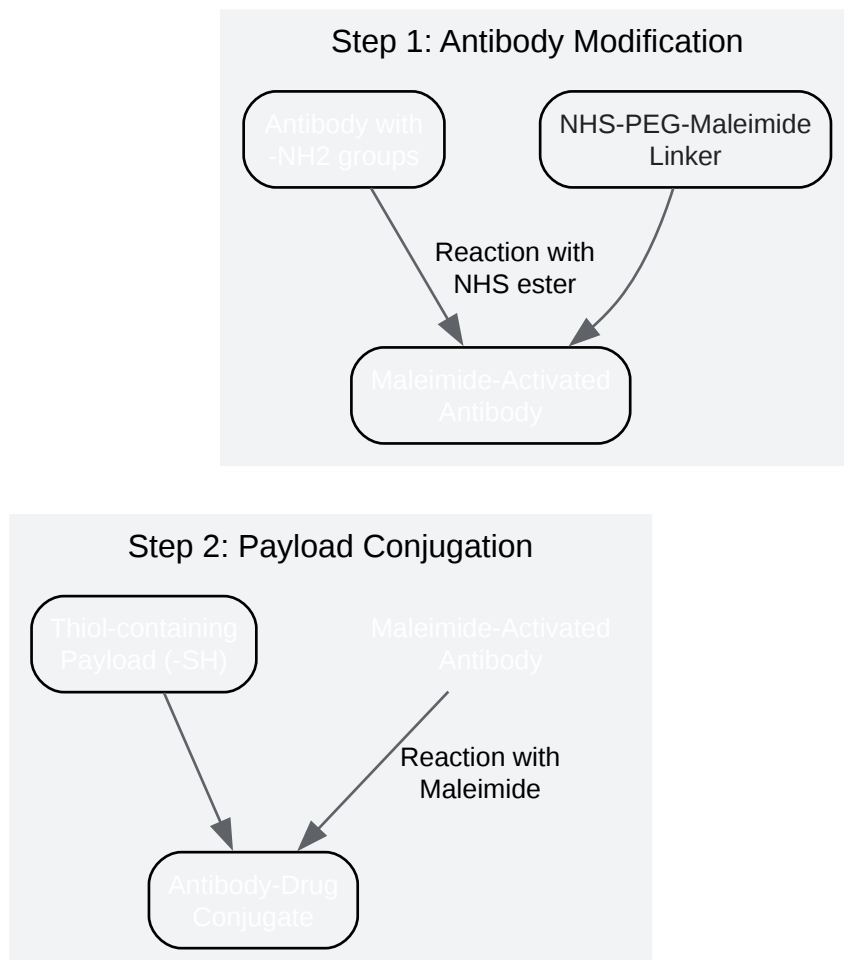 Step 1: Antibody Modification
Antibody with
-NH2 groups
NHS-PEG-Maleimide
Linker
Reaction with
NHS ester
Maleimide-Activated
Antibody
Step 2: Payload Conjugation
Thiol-containing
Payload (-SH)
Maleimide-Activated
Antibody
Reaction with
Maleimide
Antibody-Drug
Conjugate